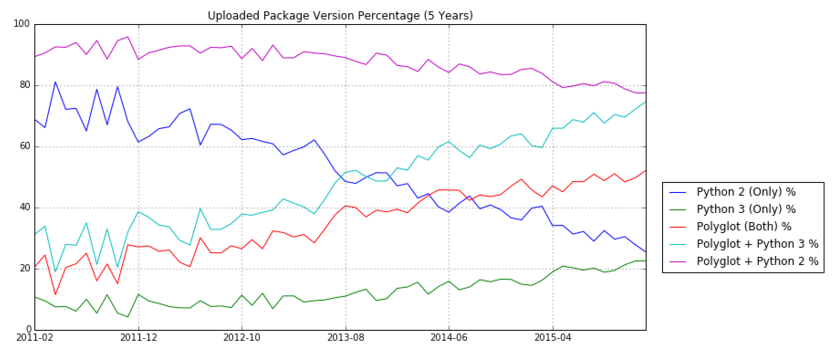 Uploaded Package Version Percentage (5 Years)
100
80
60
40
20
0
2011-02
2011-12
2012-10
2013-08
2014-06
2015-04
Python 2 (Only) %
Python 3 (Only) %
Polyglot (Both) %
Polyglot + Python 3 %
Polyglot + Python 2 %